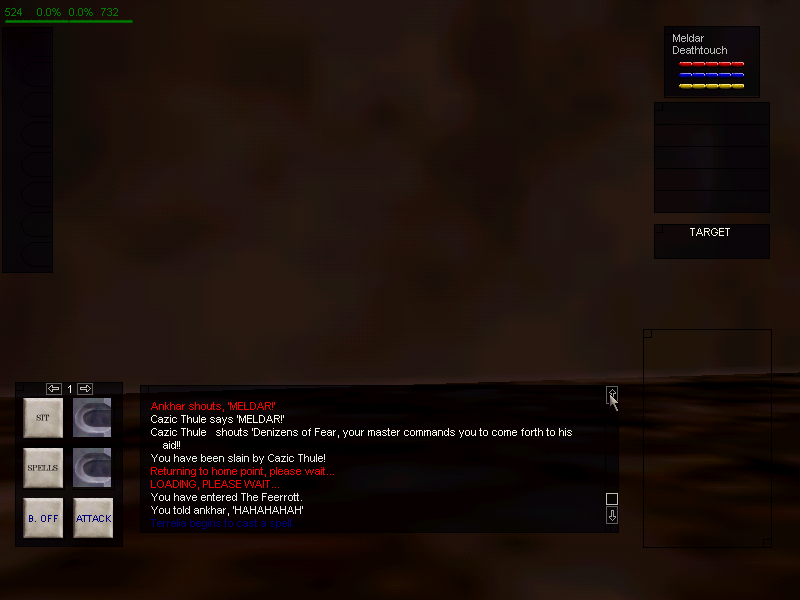 524 0.0% 0.0% 732
Meldar
Deathtouch
TARGET
1
SIT
SPELLS
B. OFF ATTACK
Ankhar shouts, 'MELDAR!'
Cazic Thule says 'MELDAR!'
Cazic Thule shouts 'Denizens of Fear, your master commands you to come forth to his
aid!!
You have been slain by Cazic Thule!
Returning to home point, please wait...
LOADING, PLEASE WAIT...
You have entered The Feerrott.
You told ankhar, 'HAHAHAHAH'
begins to cast a spell.